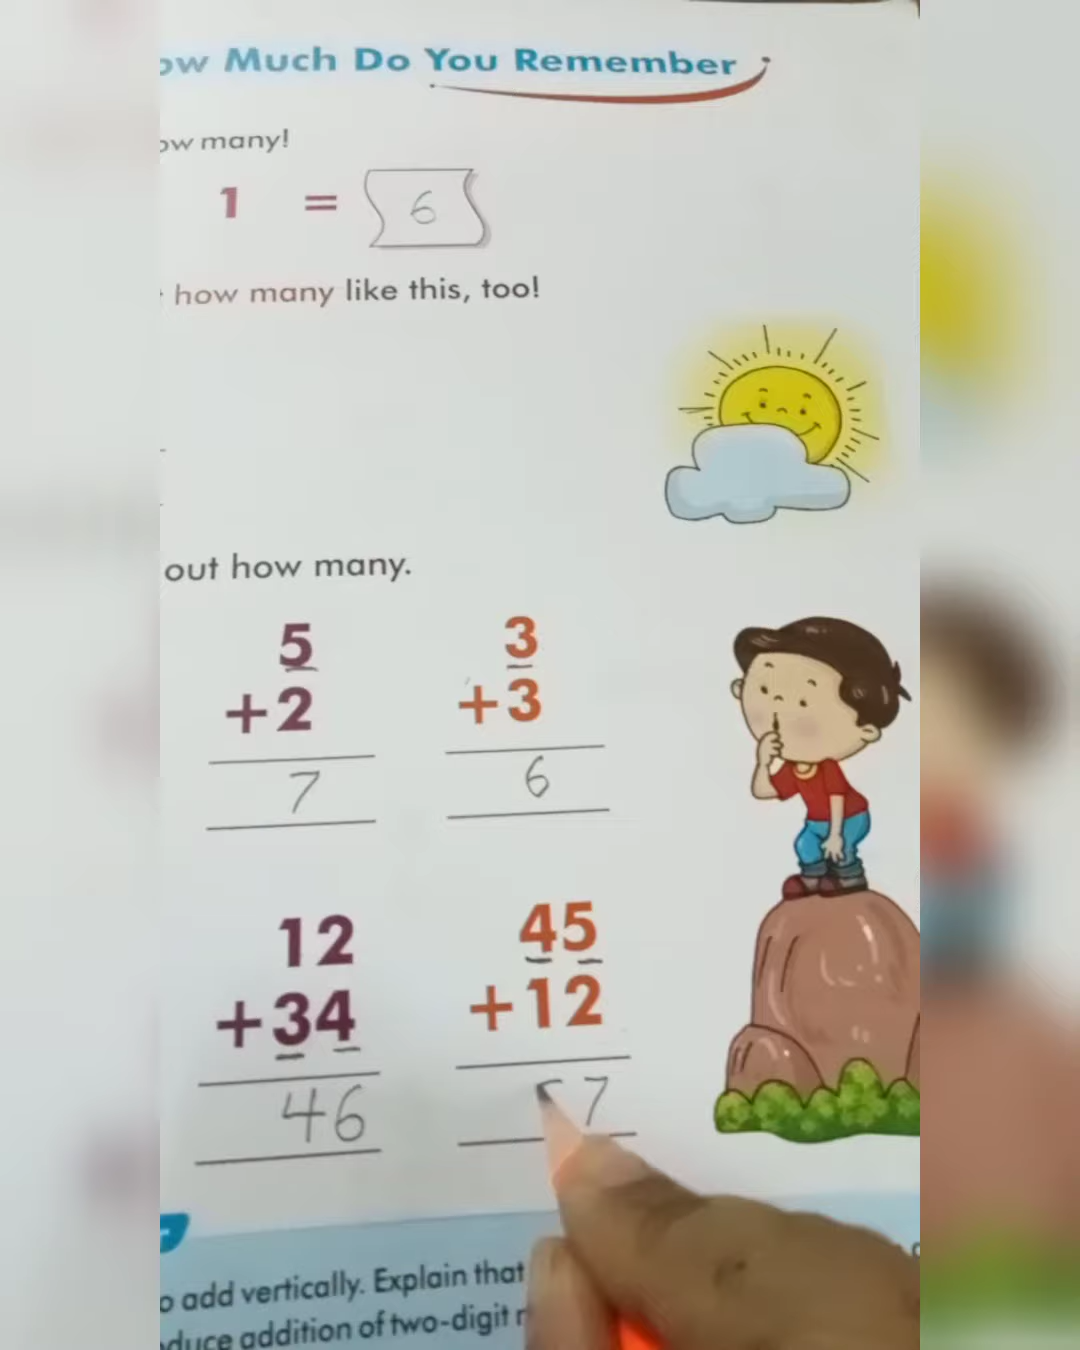 ow Much Do You Remember
ow many!
1 = 6
how many like this, too!
out how many.
5
+2
7
3
+3
6
12
+34
46
45
+12
57
o add vertically. Explain that
duce addition of two-digit